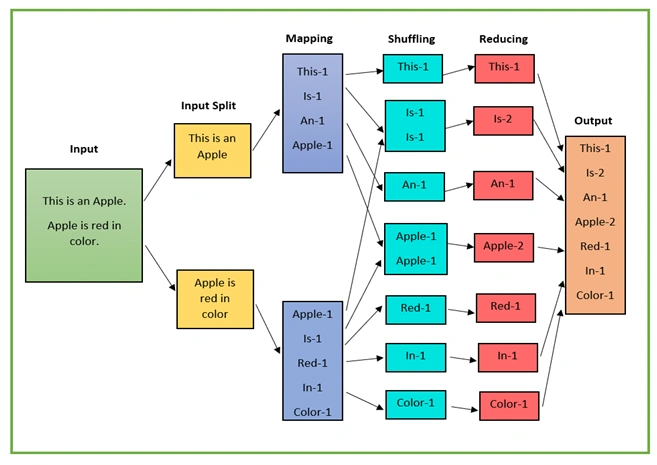 Input
This is an Apple.
Apple is red in
color.
Input Split
This is an
Apple
Apple is
red in
color
Mapping
This-1
Is-1
An-1
Apple-1
Apple-1
Is-1
Red-1
In-1
Color-1
Shuffling
This-1
Is-1
Is-1
An-1
Apple-1
Apple-1
Red-1
In-1
Color-1
Reducing
This-1
Is-2
An-1
Apple-2
Red-1
In-1
Color-1
Output
This-1
Is-2
An-1
Apple-2
Red-1
In-1
Color-1